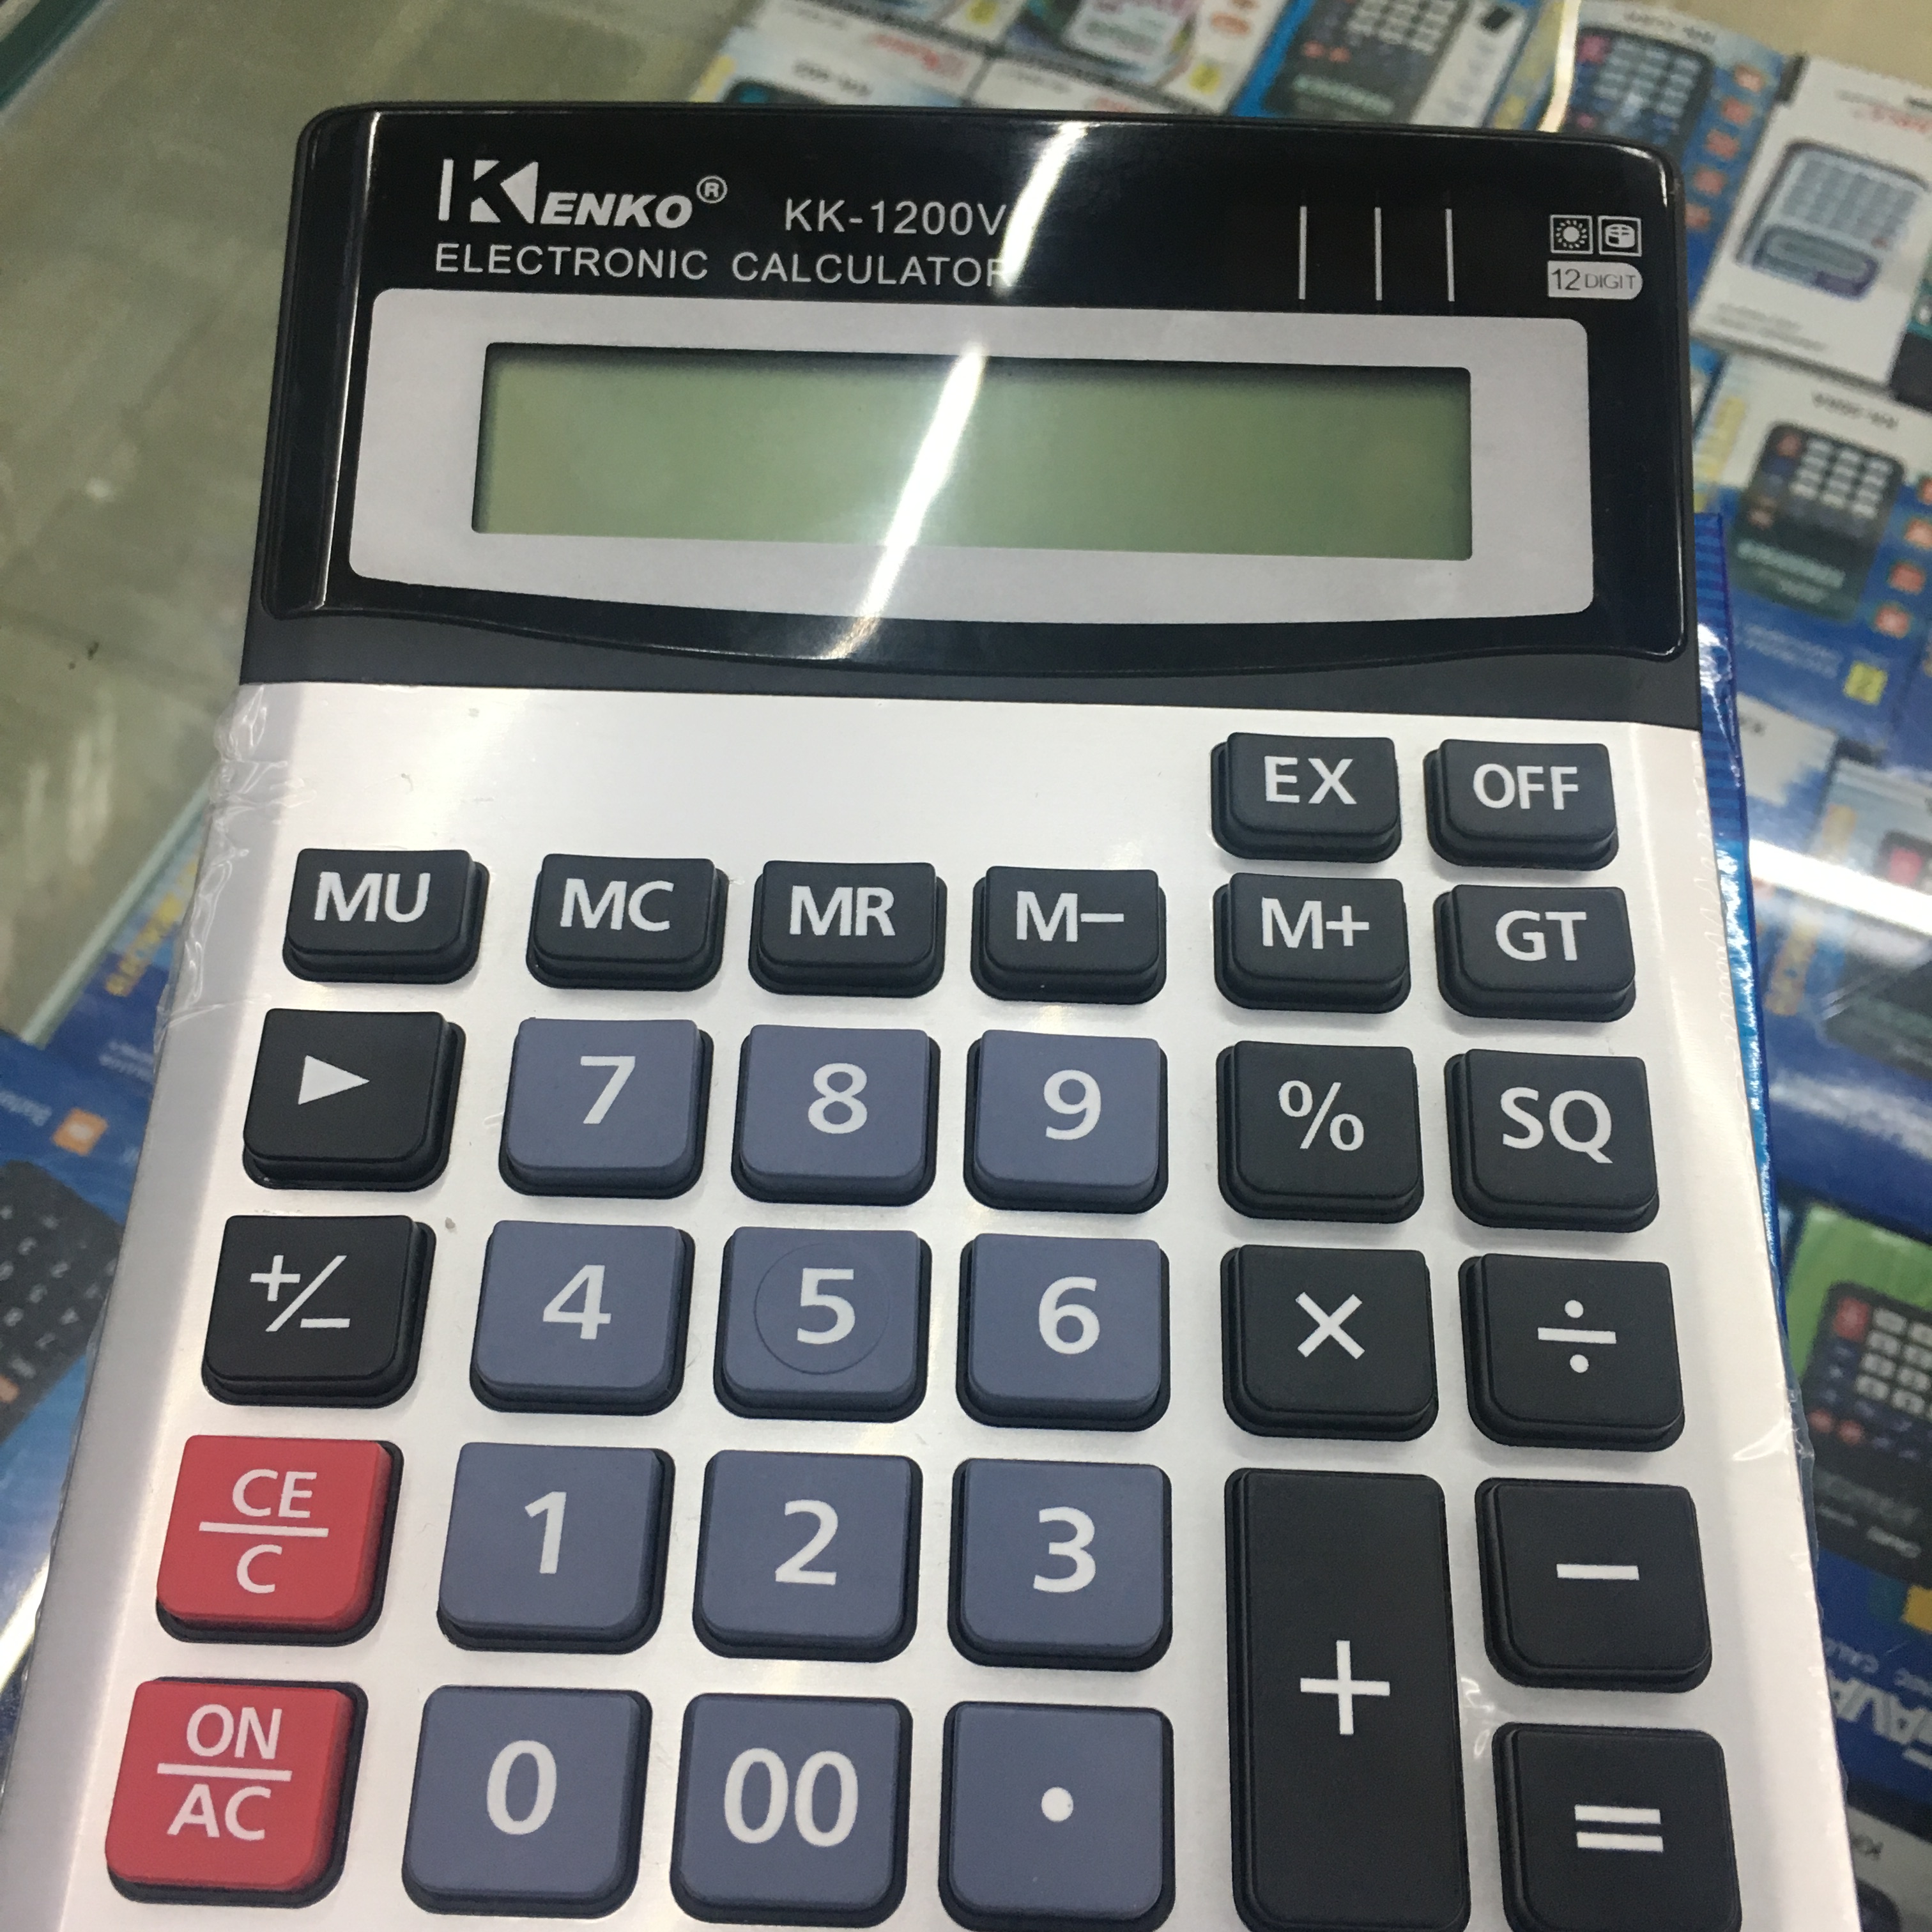 KENKO® KK-1200V
ELECTRONIC CALCULATOR
12 DIGIT
EX OFF
MU MC MR M− M+ GT
▶ 7 8 9 % SQ
+/− 4 5 6 × ÷
CE
C
1 2 3 −
ON
AC
0 00 . + =